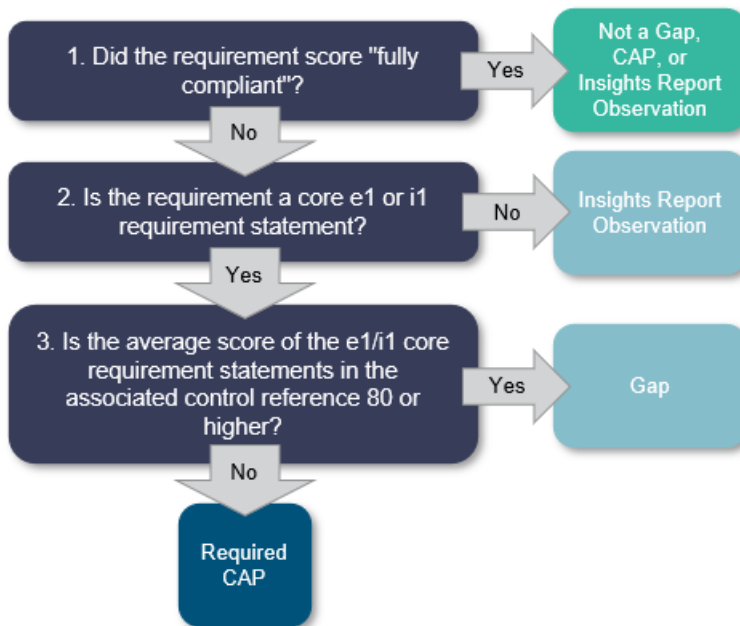 1. Did the requirement score "fully
compliant"?
Yes
Not a Gap,
CAP, or
Insights Report
Observation
No
2. Is the requirement a core e1 or i1
requirement statement?
No
Insights Report
Observation
Yes
3. Is the average score of the e1/i1 core
requirement statements in the
associated control reference 80 or
higher?
Yes
Gap
No
Required
CAP